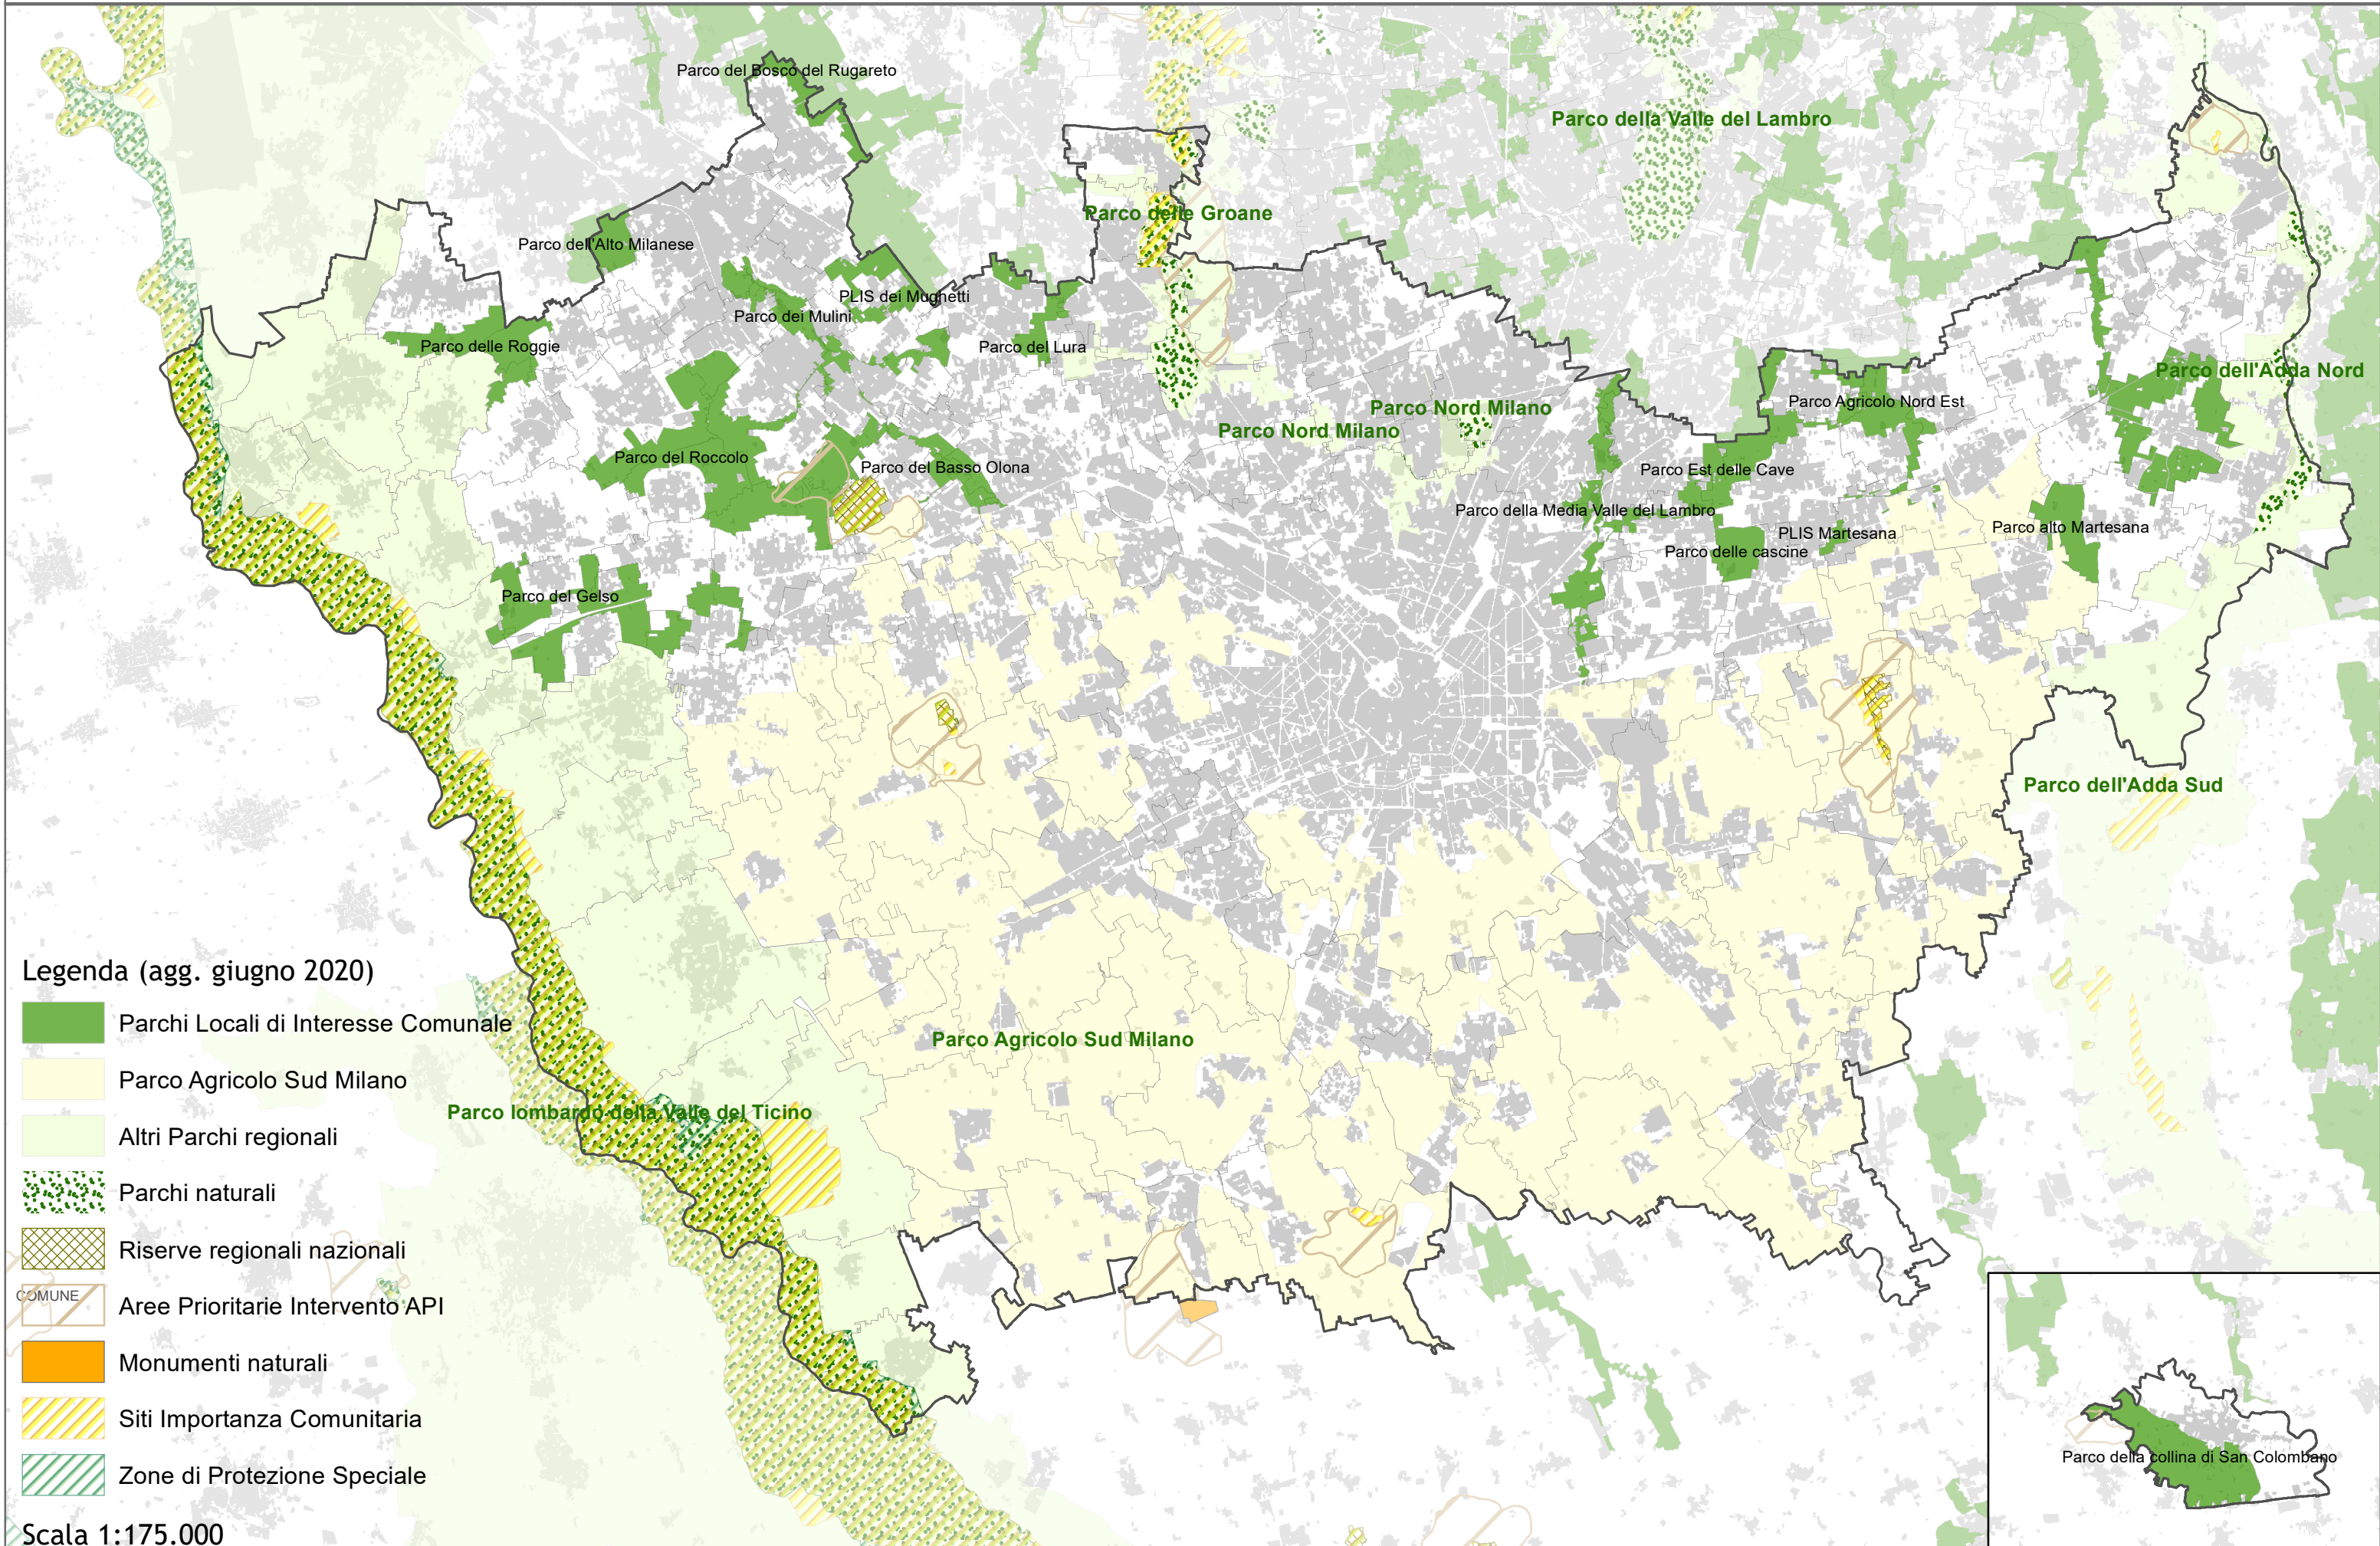 Parco del Bosco del Rugareto
Parco della Valle del Lambro
Parco delle Groane
Parco dell'Alto Milanese
PLIS dei Mughetti
Parco dei Mulini
Parco delle Roggie
Parco del Lura
Parco dell'Adda Nord
Parco Agricolo Nord Est
Parco Nord Milano
Parco Nord Milano
Parco del Roccolo
Parco del Basso Olona
Parco Est delle Cave
Parco della Media Valle del Lambro
Parco alto Martesana
PLIS Martesana
Parco delle cascine
Parco del Gelso
Parco dell'Adda Sud
Parco Agricolo Sud Milano
Parco lombardo della Valle del Ticino
Legenda (agg. giugno 2020)
Parchi Locali di Interesse Comunale
Parco Agricolo Sud Milano
Altri Parchi regionali
Parchi naturali
Riserve regionali nazionali
COMUNE
Aree Prioritarie Intervento API
Monumenti naturali
Siti Importanza Comunitaria
Zone di Protezione Speciale
Scala 1:175.000
Parco della collina di San Colombano